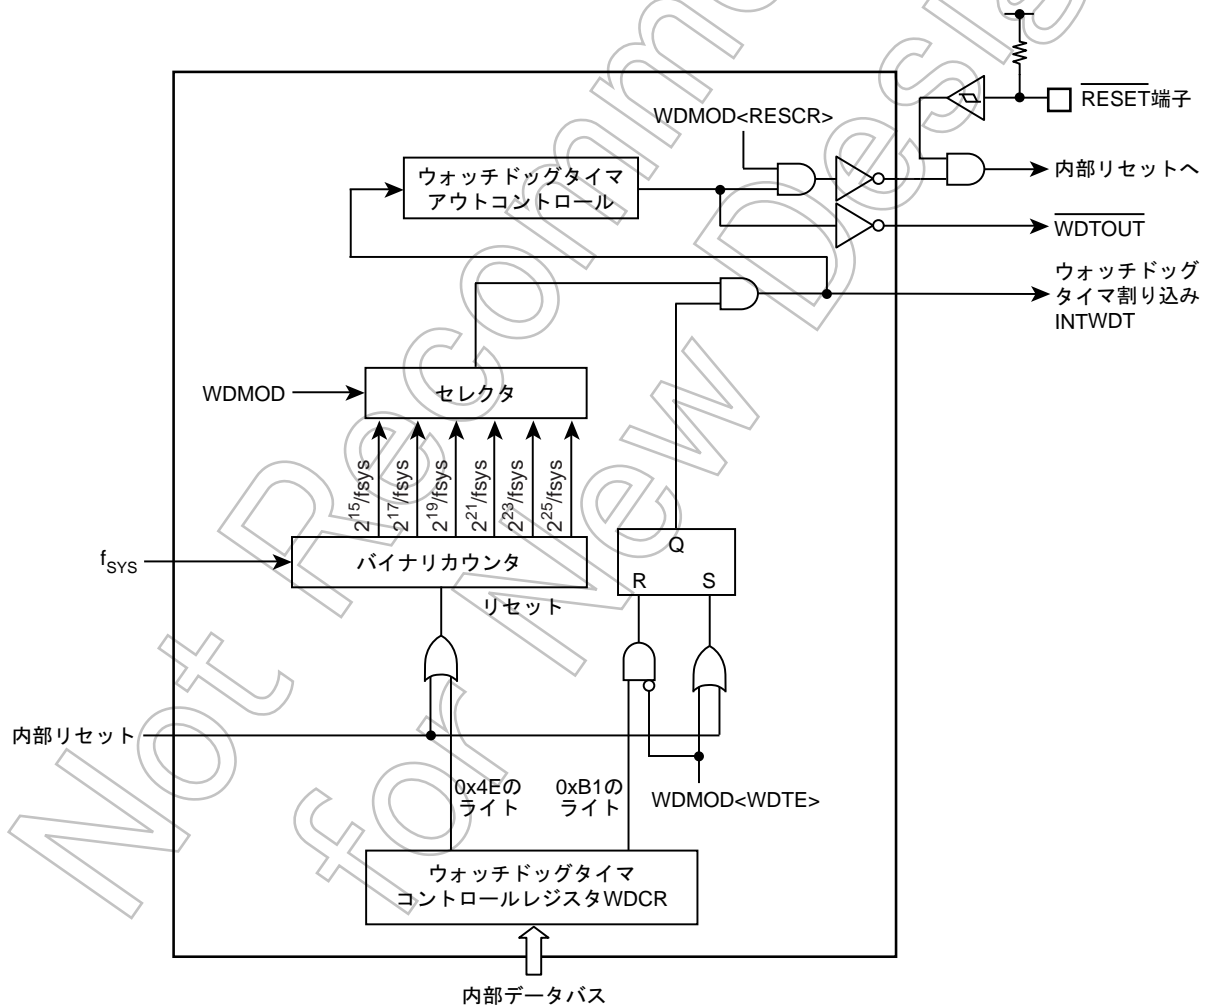 RESET端子
WDMOD<RESCR>
ウォッチドッグタイマ
アウトコントロール
内部リセットへ
WDTOUT
ウォッチドッグ
タイマ割り込み
INTWDT
WDMOD
セレクタ
2^15/fsys
2^17/fsys
2^19/fsys
2^21/fsys
2^23/fsys
2^25/fsys
fSYS
バイナリカウンタ
リセット
Q
R
S
内部リセット
0x4Eの
ライト
0xB1の
ライト
WDMOD<WDTE>
ウォッチドッグタイマ
コントロールレジスタWDCR
内部データバス
Not Recomme
for New Desig